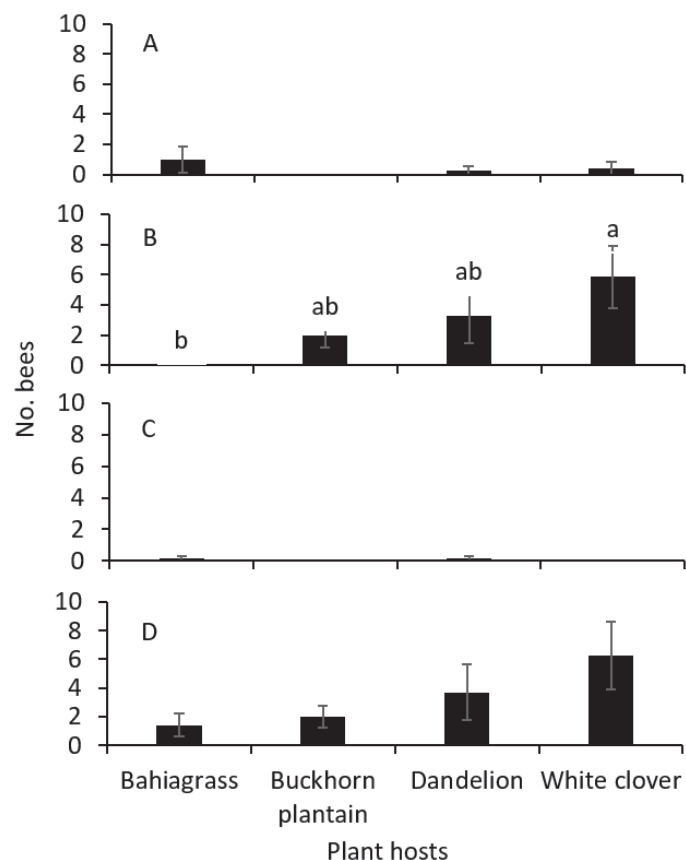 10
8
6
4
2
0
A
10
8
6
4
2
0
B
b
ab
ab
a
No. bees
10
8
6
4
2
0
C
10
8
6
4
2
0
D
Bahiagrass
Buckhorn
plantain
Dandelion
White clover
Plant hosts